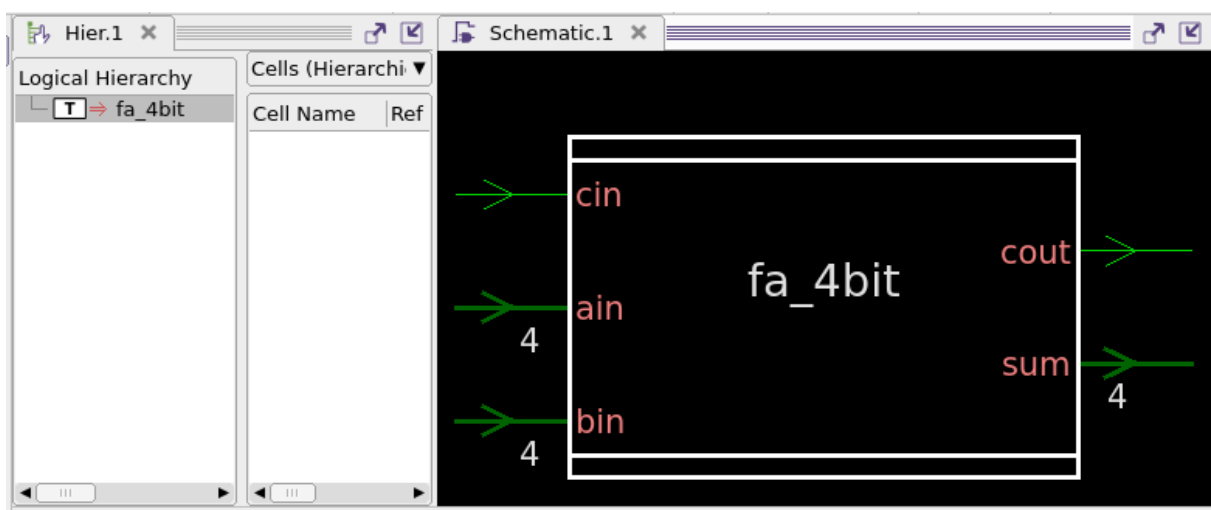 Hier.1
Schematic.1
Logical Hierarchy
T fa_4bit
Cells (Hierarchi
Cell Name Ref
cin
ain
4
bin
4
fa_4bit
cout
sum
4